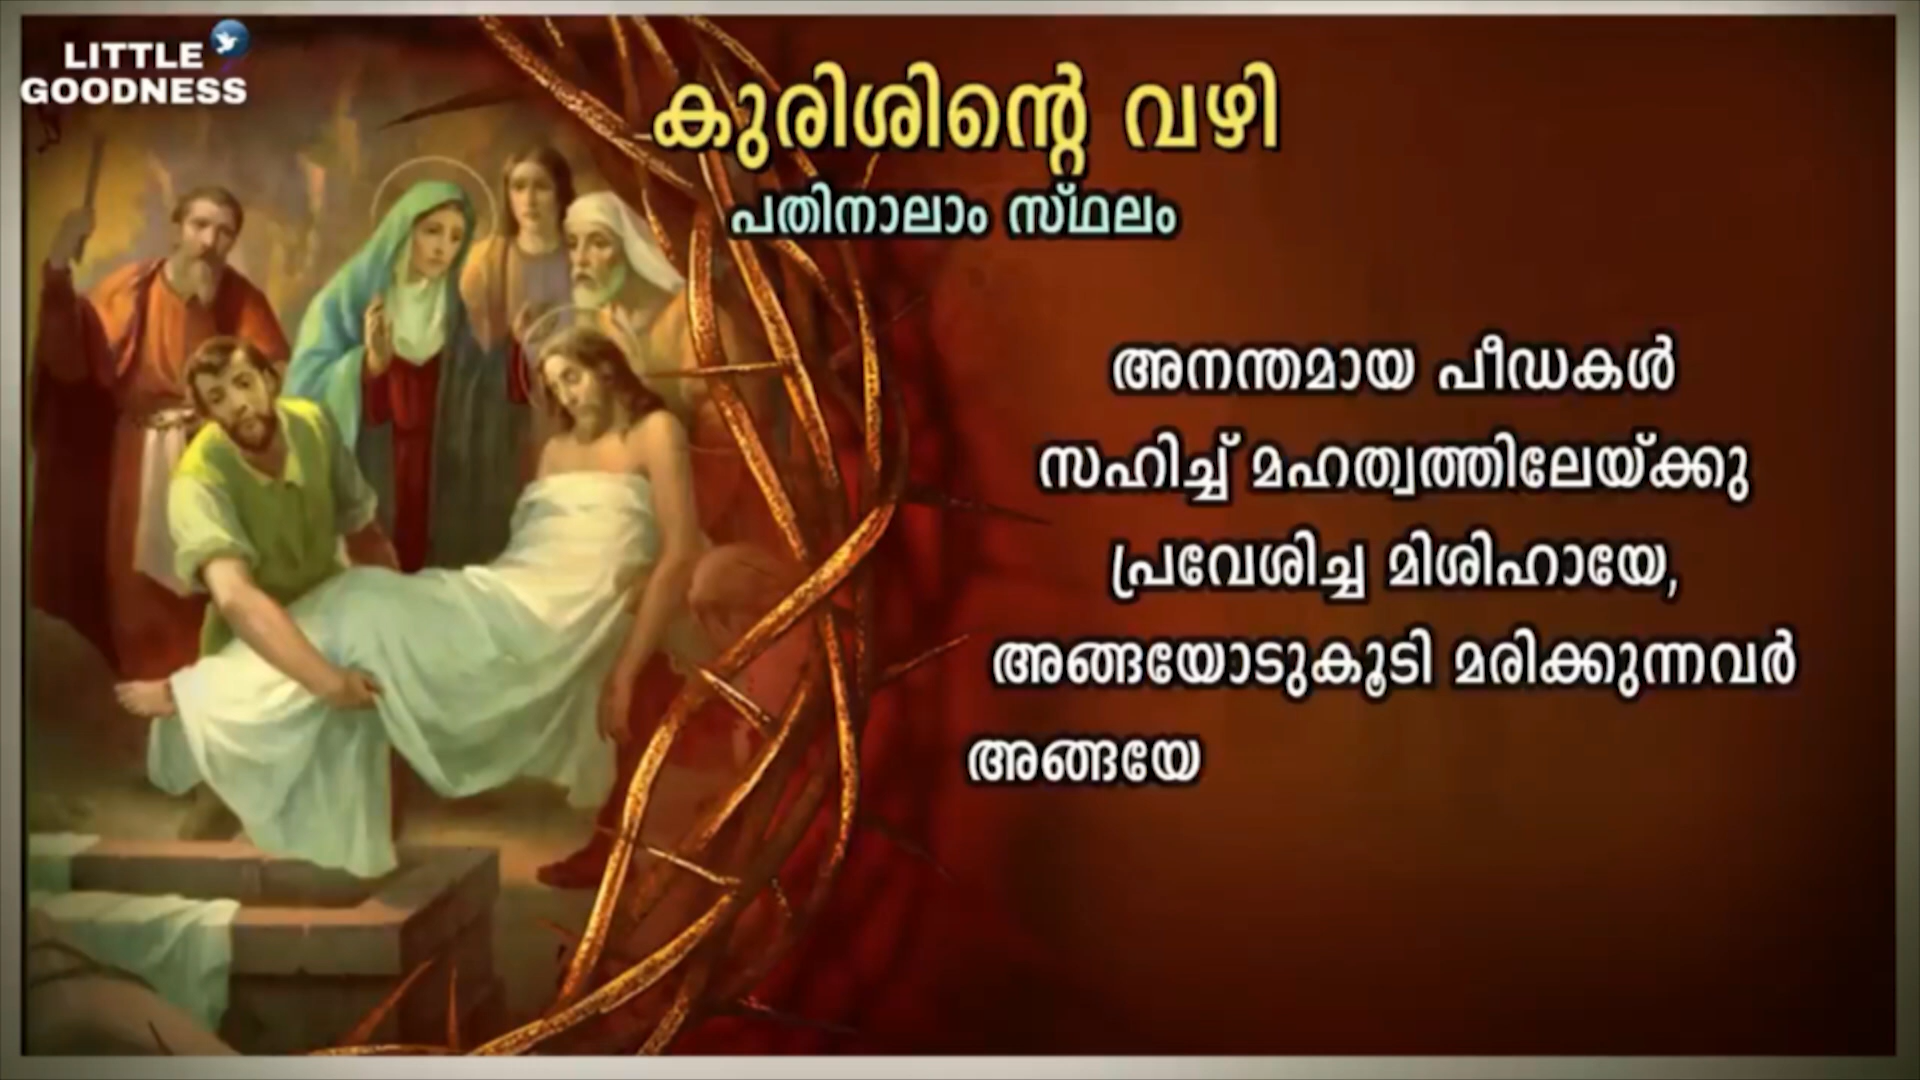 LITTLE
GOODNESS
കുരിശിന്റെ വഴി
പതിനാലാം സ്ഥലം
അനന്തമായ പീഡകൾ
സഹിച്ച് മഹത്വത്തിലേയ്ക്കു
പ്രവേശിച്ച മിശിഹായേ,
അങ്ങയോടുകൂടി മരിക്കുന്നവർ
അങ്ങയേ